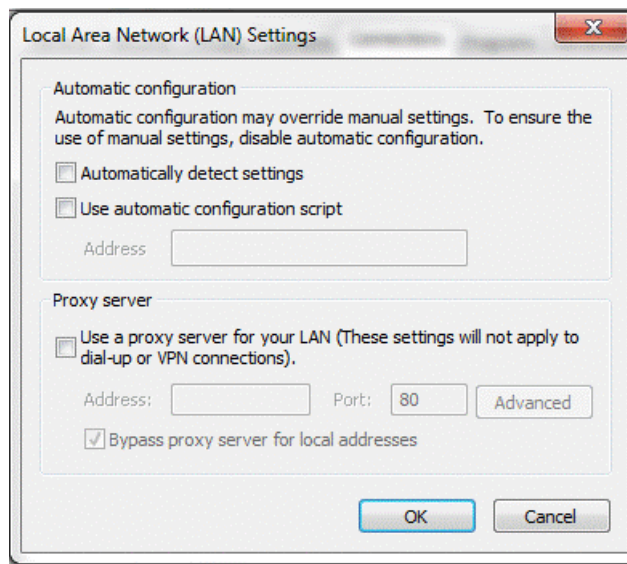 Local Area Network (LAN) Settings
Automatic configuration
Automatic configuration may override manual settings. To ensure the
use of manual settings, disable automatic configuration.
Automatically detect settings
Use automatic configuration script
Address
Proxy server
Use a proxy server for your LAN (These settings will not apply to
dial-up or VPN connections).
Address:
Port: 80 Advanced
Bypass proxy server for local addresses
OK Cancel